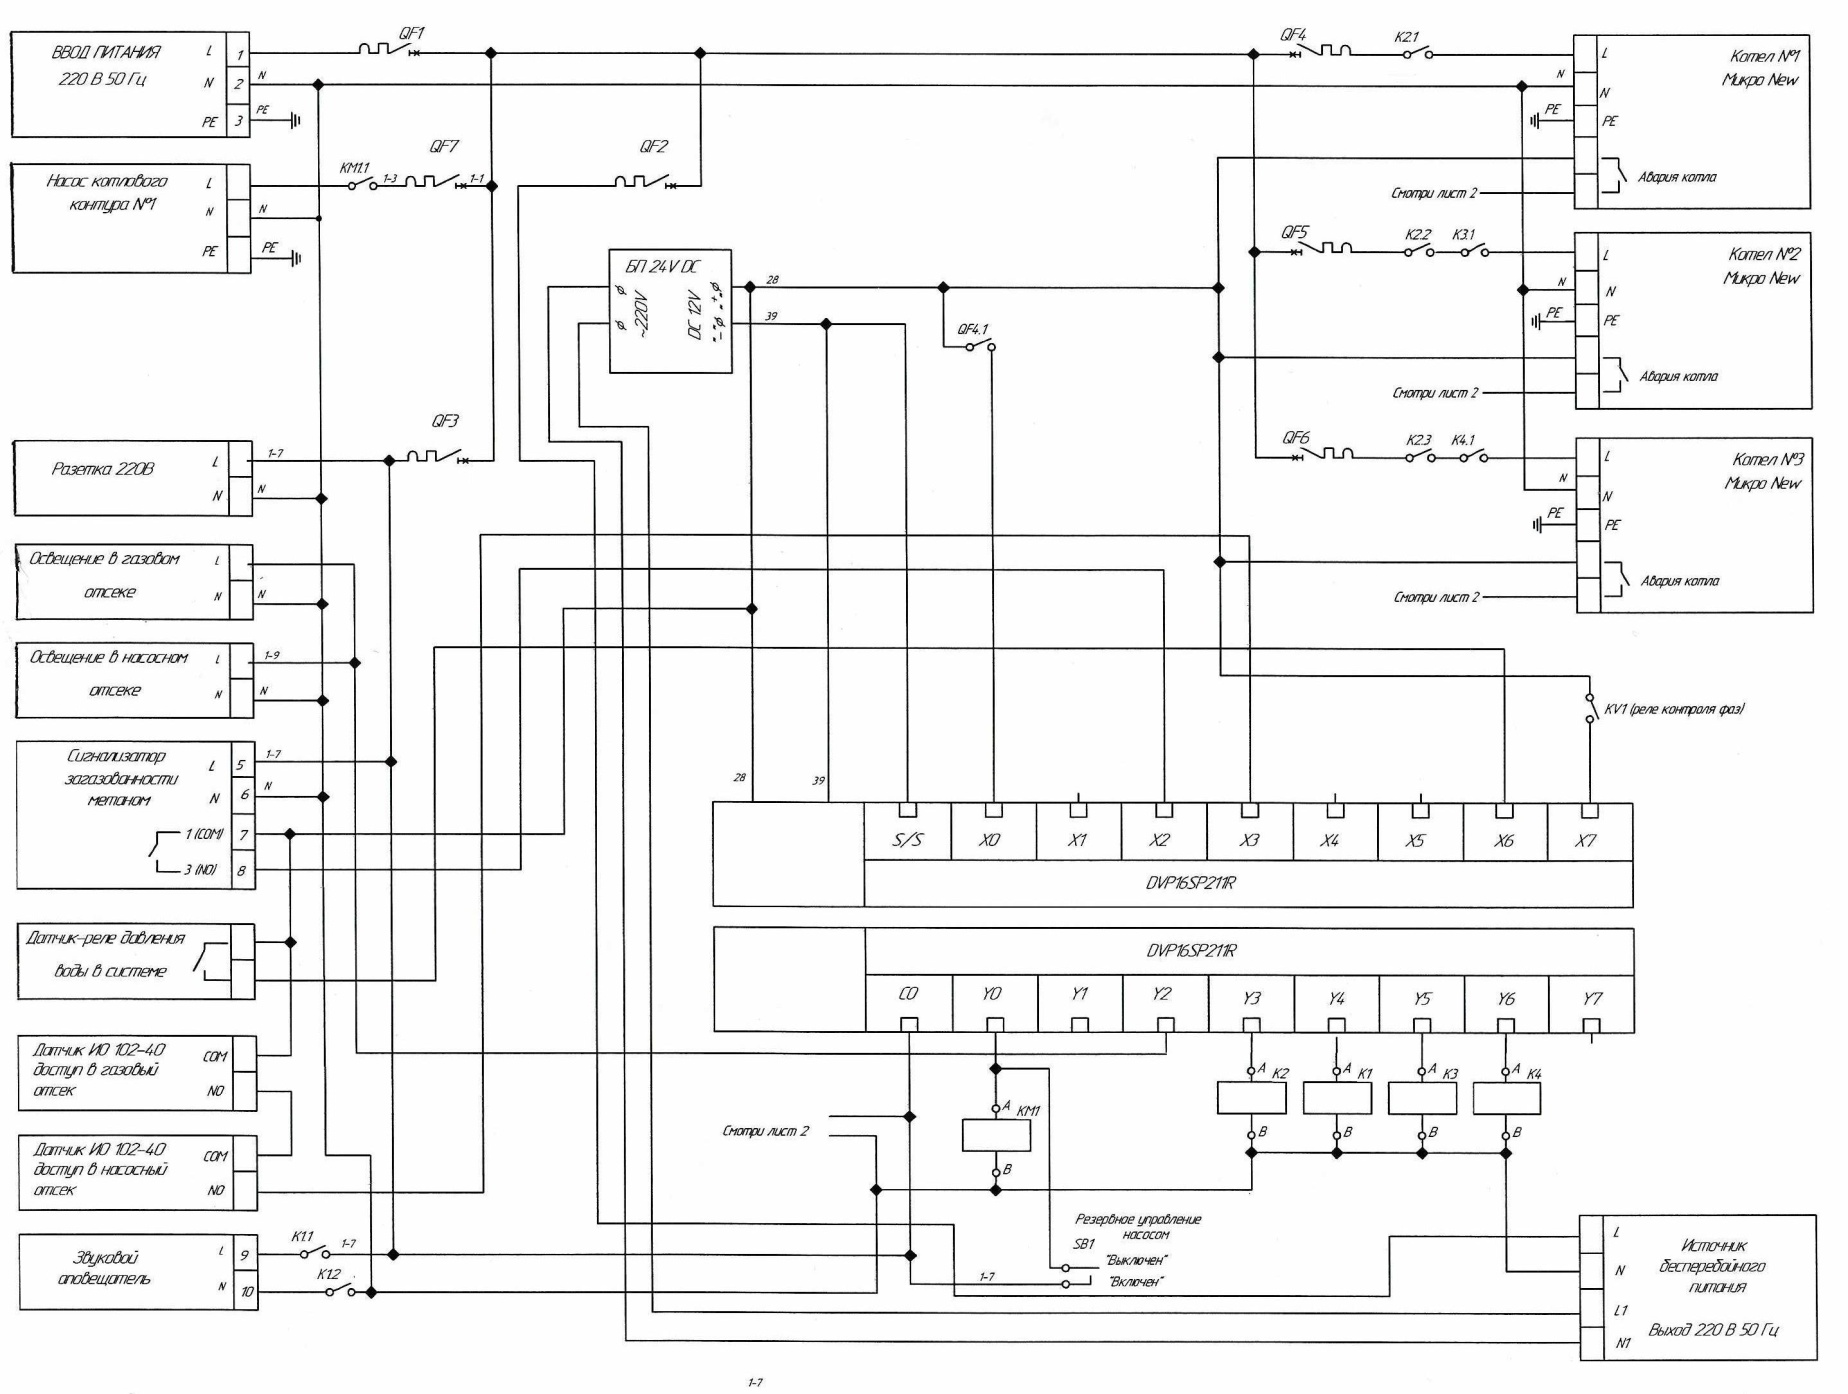 ВВОД ПИТАНИЯ
220 В 50 Гц
L 1
N 2 N
PE 3 PE
QF1
QF4
K2.1
L
N N
PE PE
Котел №1
Микро New
Авария котла
Смотри лист 2
Насос котлового
контура №1
L
N N
PE PE
KM1.1
1-3
QF7
1-1
QF2
QF5
K2.2
K3.1
L
N N
PE PE
Котел №2
Микро New
Авария котла
Смотри лист 2
БП 24V DC
~220V
DC 12V
"+"
"-"
28
39
QF4.1
QF6
K2.3
K4.1
L
N N
PE PE
Котел №3
Микро New
Авария котла
Смотри лист 2
QF3
Розетка 220В
L 1-7
N N
Освещение в газовом
отсеке
L
N N
Освещение в насосном
отсеке
L 1-9
N N
Сигнализатор
загазованности
метаном
L 5 1-7
N 6 N
1 (COM) 7
3 (NO) 8
KV1 (реле контроля фаз)
28
39
S/S X0 X1 X2 X3 X4 X5 X6 X7
DVP16SP211R
Датчик-реле давления
воды в системе
DVP16SP211R
C0 Y0 Y1 Y2 Y3 Y4 Y5 Y6 Y7
Датчик ИО 102-40
доступ в газовый
отсек
COM
NO
Датчик ИО 102-40
доступ в насосный
отсек
COM
NO
A K2
B
A K1
B
A K3
B
A K4
B
A KM1
B
Смотри лист 2
Звуковой
оповещатель
L 9
N 10
K1.1
1-7
K1.2
Резервное управление
насосом
SB1
"Выключен"
1-7
"Включен"
L
N
L1
N1
Источник
бесперебойного
питания
Выход 220 В 50 Гц
1-7